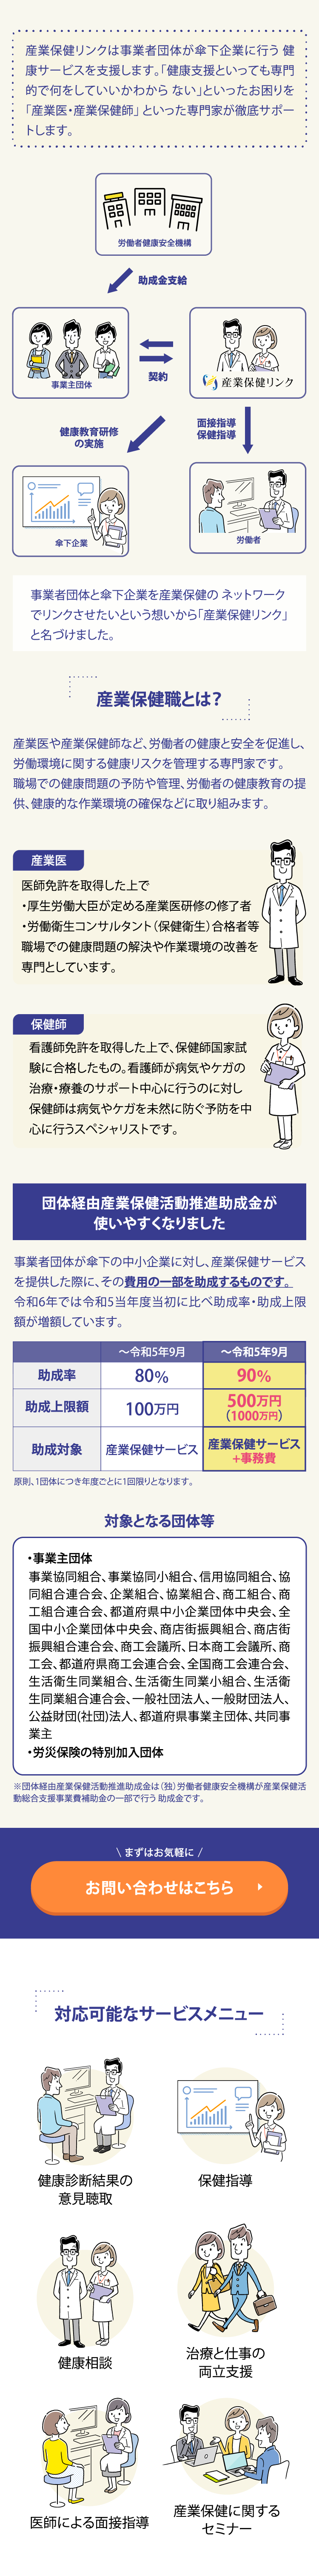 産業保健リンクは事業者団体が傘下企業に行う 健
康サービスを支援します。「健康支援といっても専門
的で何をしていいかわから ない」といったお困りを
「産業医・産業保健師」 といった専門家が徹底サポー
トします。
労働者健康安全機構
助成金支給
事業主団体
契約
産業保健リンク
健康教育研修
の実施
面接指導
保健指導
傘下企業
労働者
事業者団体と傘下企業を産業保健の ネットワーク
でリンクさせたいという想いから「産業保健リンク」
と名づけました。
産業保健職とは?
産業医や産業保健師など、労働者の健康と安全を促進し、
労働環境に関する健康リスクを管理する専門家です。
職場での健康問題の予防や管理、労働者の健康教育の提
供、健康的な作業環境の確保などに取り組みます。
産業医
医師免許を取得した上で
・厚生労働大臣が定める産業医研修の修了者
・労働衛生コンサルタント(保健衛生)合格者等
職場での健康問題の解決や作業環境の改善を
専門としています。
保健師
看護師免許を取得した上で、保健師国家試
験に合格したもの。看護師が病気やケガの
治療・療養のサポート中心に行うのに対し
保健師は病気やケガを未然に防ぐ予防を中
心に行うスペシャリストです。
団体経由産業保健活動推進助成金が
使いやすくなりました
事業者団体が傘下の中小企業に対し、産業保健サービス
を提供した際に、その費用の一部を助成するものです。
令和6年では令和5当年度当初に比べ助成率・助成上限
額が増額しています。
〜令和5年9月 〜令和5年9月
助成率 80% 90%
助成上限額 100万円 500万円
(1000万円)
助成対象 産業保健サービス 産業保健サービス
+事務費
原則、1団体につき年度ごとに1回限りとなります。
対象となる団体等
・事業主団体
事業協同組合、事業協同小組合、信用協同組合、協
同組合連合会、企業組合、協業組合、商工組合、商
工組合連合会、都道府県中小企業団体中央会、全
国中小企業団体中央会、商店街振興組合、商店街
振興組合連合会、商工会議所、日本商工会議所、商
工会、都道府県商工会連合会、全国商工会連合会、
生活衛生同業組合、生活衛生同業小組合、生活衛
生同業組合連合会、一般社団法人、一般財団法人、
公益財団(社団)法人、都道府県事業主団体、共同事
業主
・労災保険の特別加入団体
※団体経由産業保健活動推進助成金は(独)労働者健康安全機構が産業保健活
動総合支援事業費補助金の一部で行う 助成金です。
\ まずはお気軽に /
お問い合わせはこちら
対応可能なサービスメニュー
健康診断結果の
意見聴取
保健指導
健康相談
治療と仕事の
両立支援
医師による面接指導
産業保健に関する
セミナー